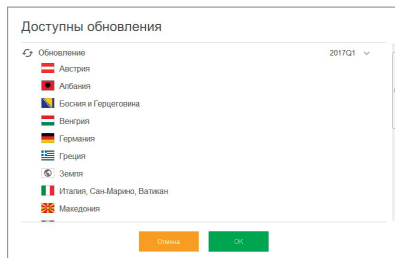 Доступны обновления
Обновление 2017Q1
Австрия
Албания
Босния и Герцеговина
Венгрия
Германия
Греция
Земля
Италия, Сан-Марино, Ватикан
Македония
Отмена OK